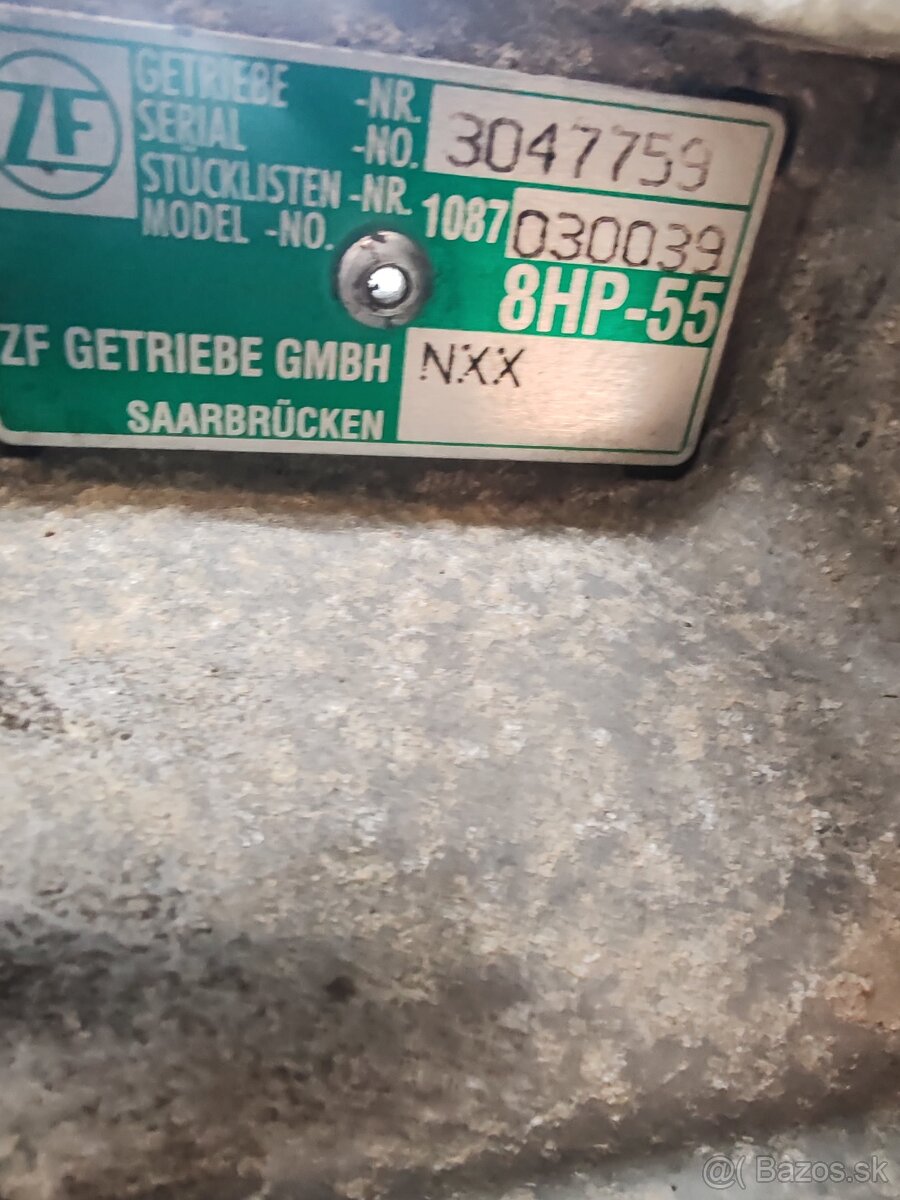 ZF
GETRIEBE -NR. 3047759
SERIAL -NO.
STÜCKLISTEN -NR. 1087 030039
MODEL -NO.
8HP-55
ZF GETRIEBE GMBH NXX
SAARBRÜCKEN
@( Bazos.sk